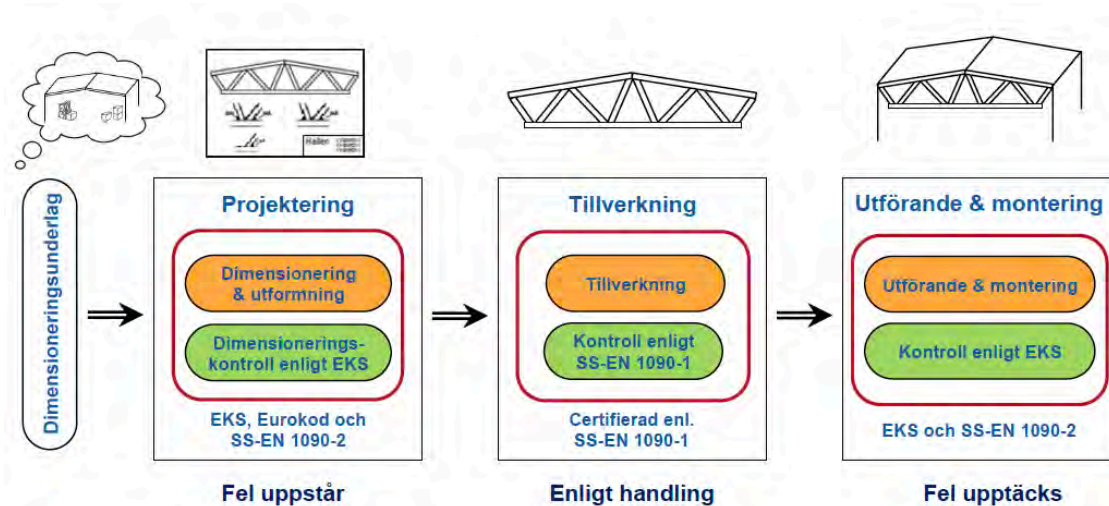 Hallen
Dimensioneringsunderlag
Projektering
Dimensionering
& utformning
Dimensionerings-
kontroll enligt EKS
EKS, Eurokod och
SS-EN 1090-2
Fel uppstår
Tillverkning
Tillverkning
Kontroll enligt
SS-EN 1090-1
Certifierad enl.
SS-EN 1090-1
Enligt handling
Utförande & montering
Utförande & montering
Kontroll enligt EKS
EKS och SS-EN 1090-2
Fel upptäcks